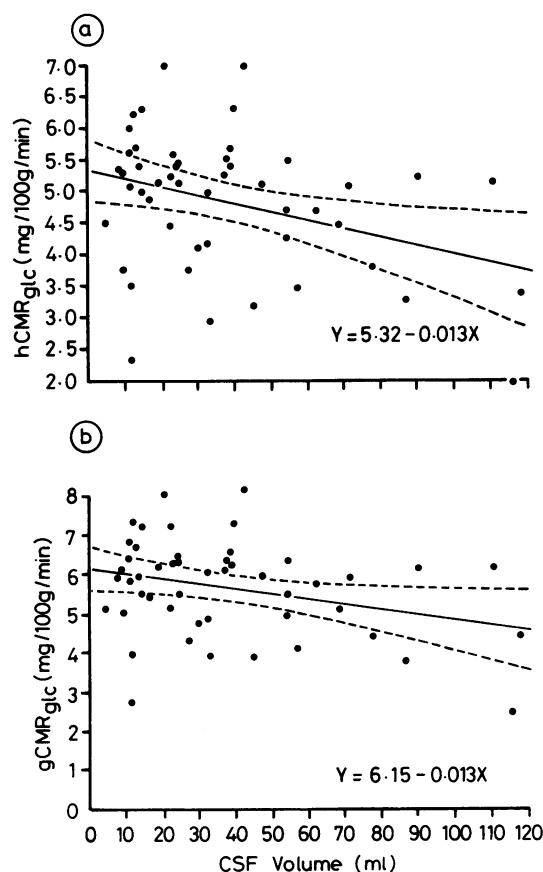 a
7·0
6·5
6·0
5·5
5·0
4·5
4·0
3·5
3·0
2·5
2·0
hCMRglc (mg/100g/min)
Y = 5·32 – 0·013X
b
8
7
6
5
4
3
2
1
0
gCMRglc (mg/100g/min)
Y = 6·15 – 0·013X
0 10 20 30 40 50 60 70 80 90 100 110 120
CSF Volume (ml)